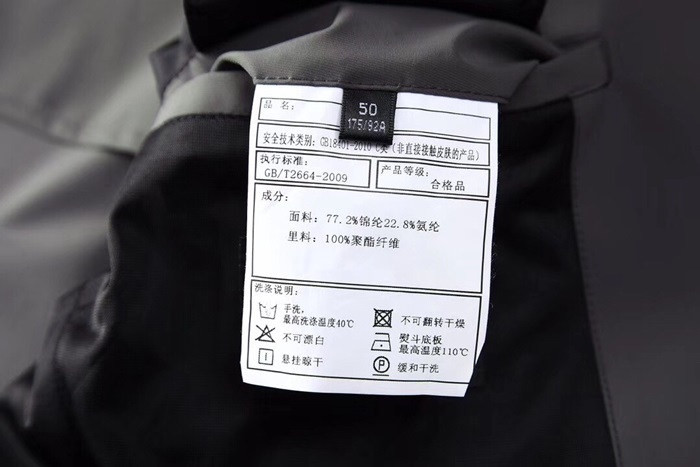 50
175/92A
品 名:
安全技术类别: GB18401-2010 C类 (非直接接触皮肤的产品)
执行标准:
GB/T2664-2009
产品等级:
合格品
成分:
面料: 77.2%锦纶22.8%氨纶
里料: 100%聚酯纤维
洗涤说明:
手洗,
最高洗涤温度40℃
不可翻转干燥
不可漂白
熨斗底板
最高温度110℃
悬挂晾干
P
缓和干洗